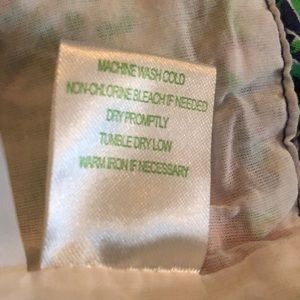 MACHINE WASH COLD
NON-CHLORINE BLEACH IF NEEDED
DRY PROMPTLY
TUMBLE DRY LOW
WARM IRON IF NECESSARY